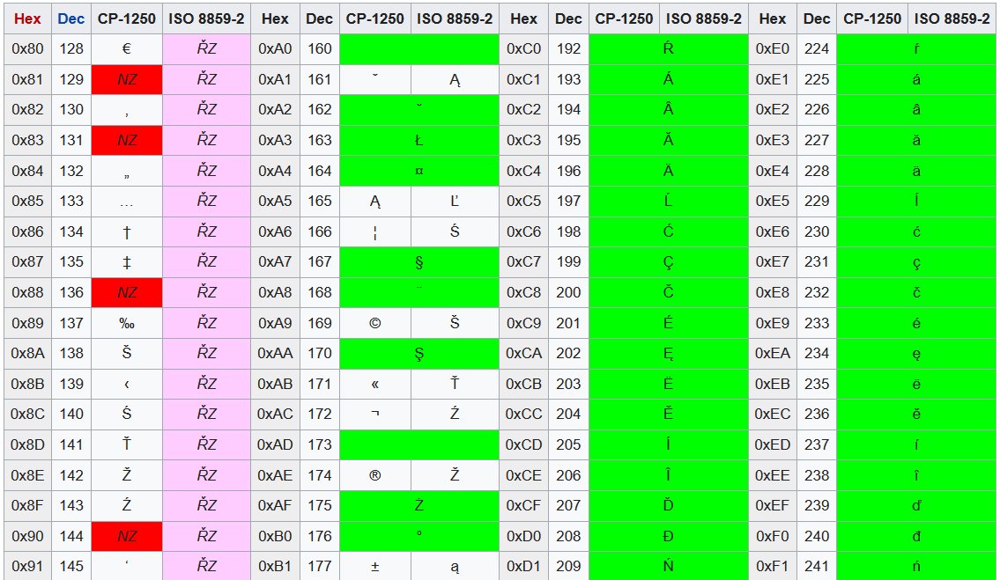 Hex Dec CP-1250 ISO 8859-2 Hex Dec CP-1250 ISO 8859-2 Hex Dec CP-1250 ISO 8859-2 Hex Dec CP-1250 ISO 8859-2
0x80 128 € ŘZ 0xA0 160 0xC0 192 Ŕ 0xE0 224 ŕ
0x81 129 NZ ŘZ 0xA1 161 ˇ Ą 0xC1 193 Á 0xE1 225 á
0x82 130 ‚ ŘZ 0xA2 162 ˘ 0xC2 194 Â 0xE2 226 â
0x83 131 NZ ŘZ 0xA3 163 Ł 0xC3 195 Ă 0xE3 227 ă
0x84 132 „ ŘZ 0xA4 164 ¤ 0xC4 196 Ä 0xE4 228 ä
0x85 133 … ŘZ 0xA5 165 Ą Ľ 0xC5 197 Ĺ 0xE5 229 ĺ
0x86 134 † ŘZ 0xA6 166 ¦ Ś 0xC6 198 Ć 0xE6 230 ć
0x87 135 ‡ ŘZ 0xA7 167 § 0xC7 199 Ç 0xE7 231 ç
0x88 136 NZ ŘZ 0xA8 168 ¨ 0xC8 200 Č 0xE8 232 č
0x89 137 ‰ ŘZ 0xA9 169 © Š 0xC9 201 É 0xE9 233 é
0x8A 138 Š ŘZ 0xAA 170 Ş 0xCA 202 Ę 0xEA 234 ę
0x8B 139 ‹ ŘZ 0xAB 171 « Ť 0xCB 203 Ë 0xEB 235 ë
0x8C 140 Ś ŘZ 0xAC 172 ¬ Ź 0xCC 204 Ě 0xEC 236 ě
0x8D 141 Ť ŘZ 0xAD 173 0xCD 205 Í 0xED 237 í
0x8E 142 Ž ŘZ 0xAE 174 ® Ž 0xCE 206 Î 0xEE 238 î
0x8F 143 Ź ŘZ 0xAF 175 Ż 0xCF 207 Ď 0xEF 239 ď
0x90 144 NZ ŘZ 0xB0 176 ° 0xD0 208 Đ 0xF0 240 đ
0x91 145 ‘ ŘZ 0xB1 177 ± ą 0xD1 209 Ń 0xF1 241 ń